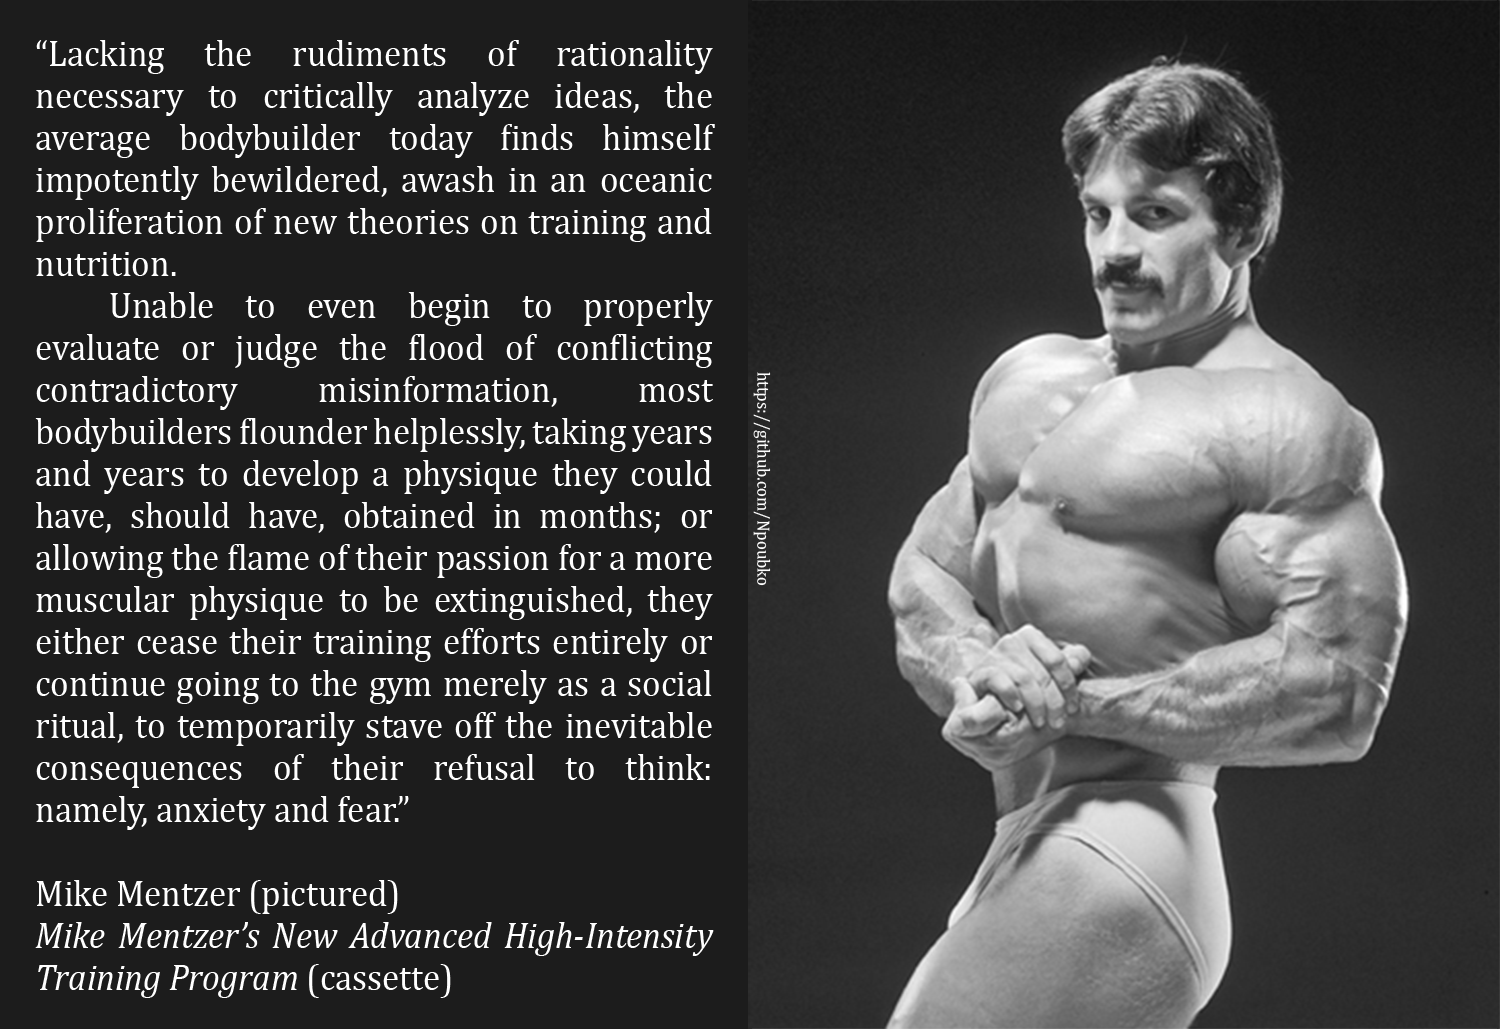 “Lacking the rudiments of rationality
necessary to critically analyze ideas, the
average bodybuilder today finds himself
impotently bewildered, awash in an oceanic
proliferation of new theories on training and
nutrition.
Unable to even begin to properly
evaluate or judge the flood of conflicting
contradictory misinformation, most
bodybuilders flounder helplessly, taking years
and years to develop a physique they could
have, should have, obtained in months; or
allowing the flame of their passion for a more
muscular physique to be extinguished, they
either cease their training efforts entirely or
continue going to the gym merely as a social
ritual, to temporarily stave off the inevitable
consequences of their refusal to think:
namely, anxiety and fear.”
Mike Mentzer (pictured)
Mike Mentzer’s New Advanced High-Intensity
Training Program (cassette)
https://github.com/Npoubko